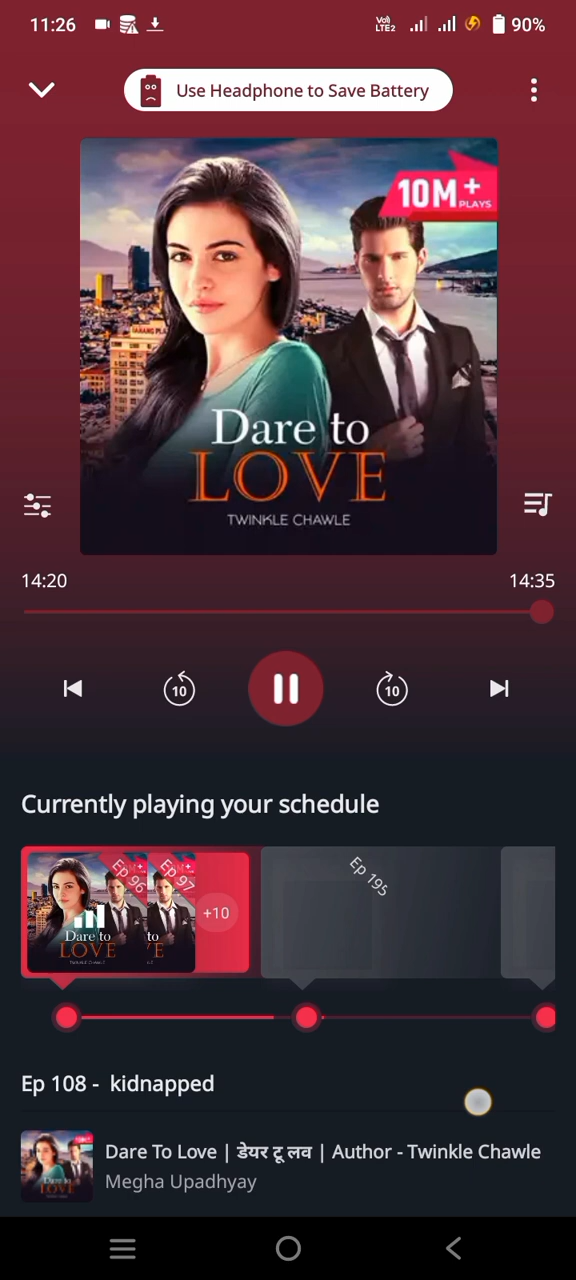 11:26
Vo) LTE2
90%
Use Headphone to Save Battery
10M+
PLAYS
Dare to
LOVE
TWINKLE CHAWLE
14:20
14:35
10
10
Currently playing your schedule
Ep 96
Ep 97
+10
Dare to
LOVE
Ep 195
Ep 108 - kidnapped
Dare To Love | डेयर टू लव | Author - Twinkle Chawle
Megha Upadhyay